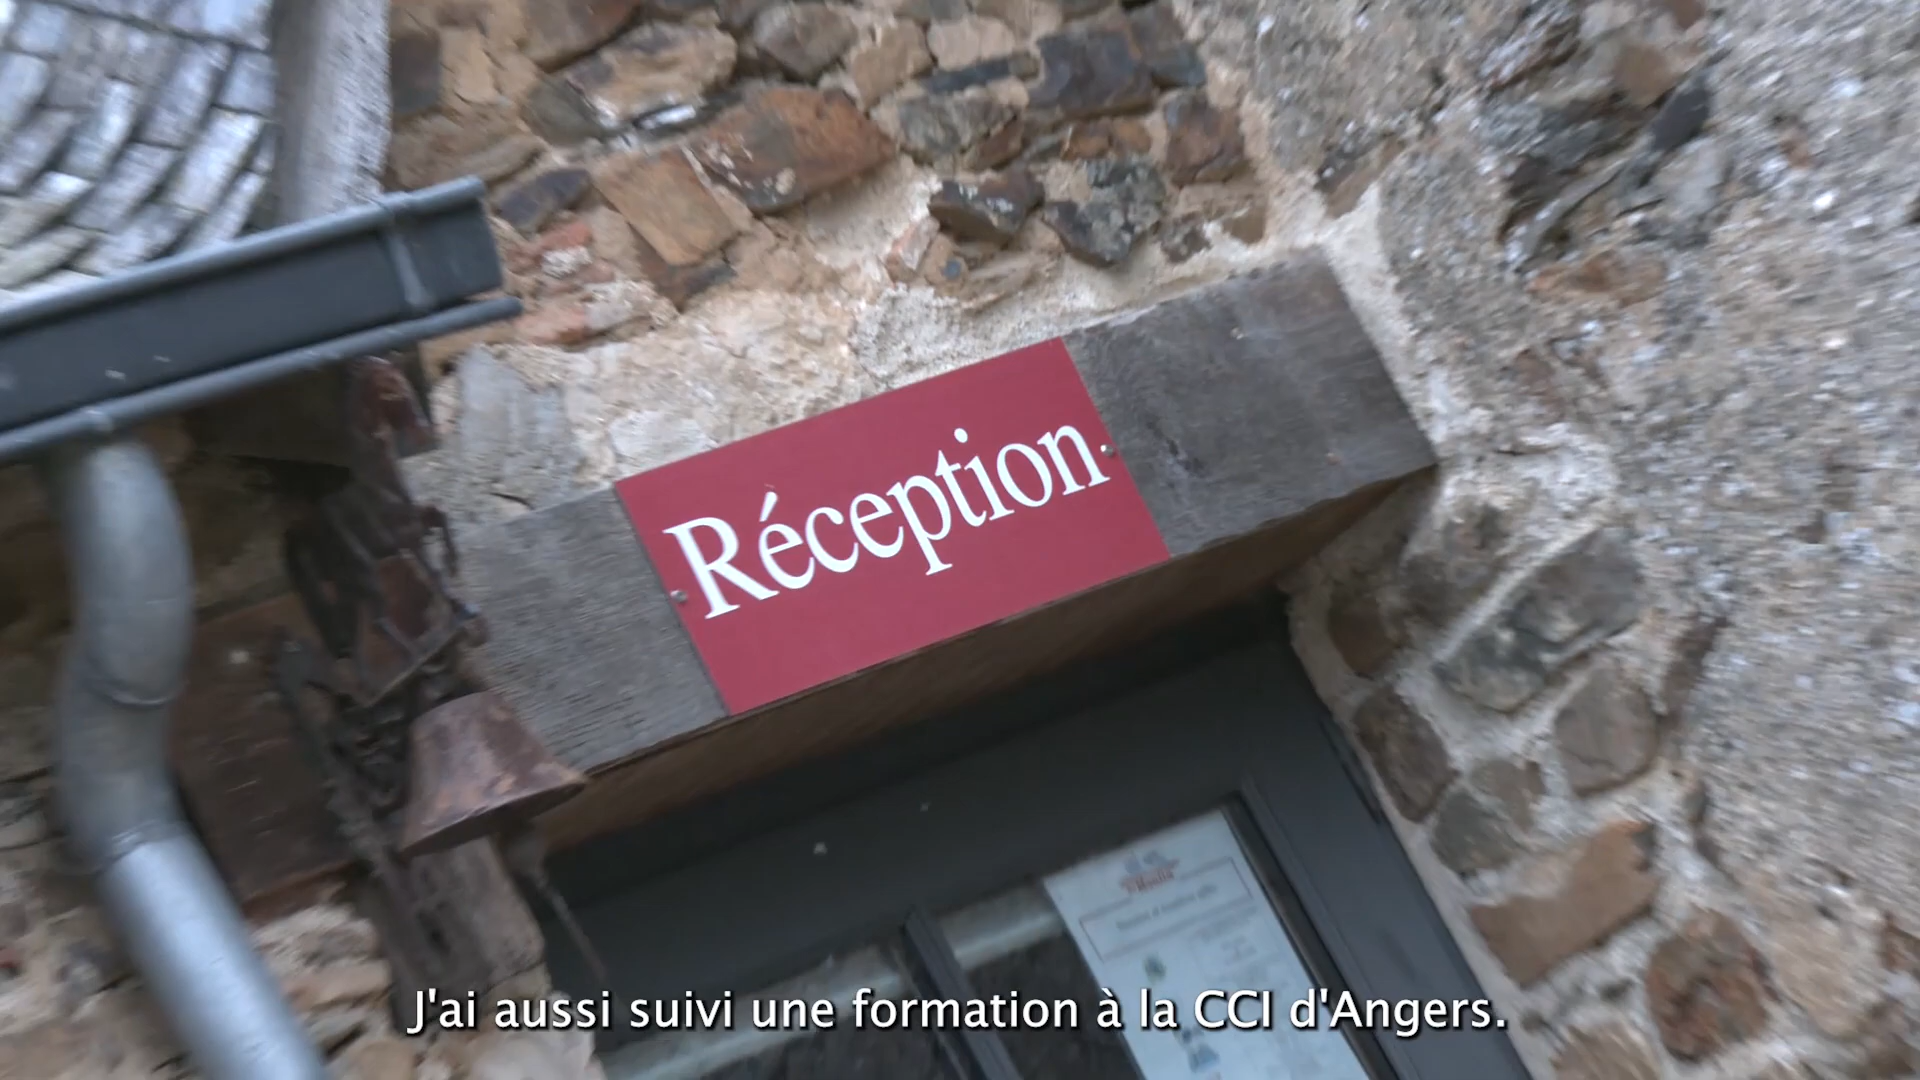 Réception
J'ai aussi suivi une formation à la CCI d'Angers.